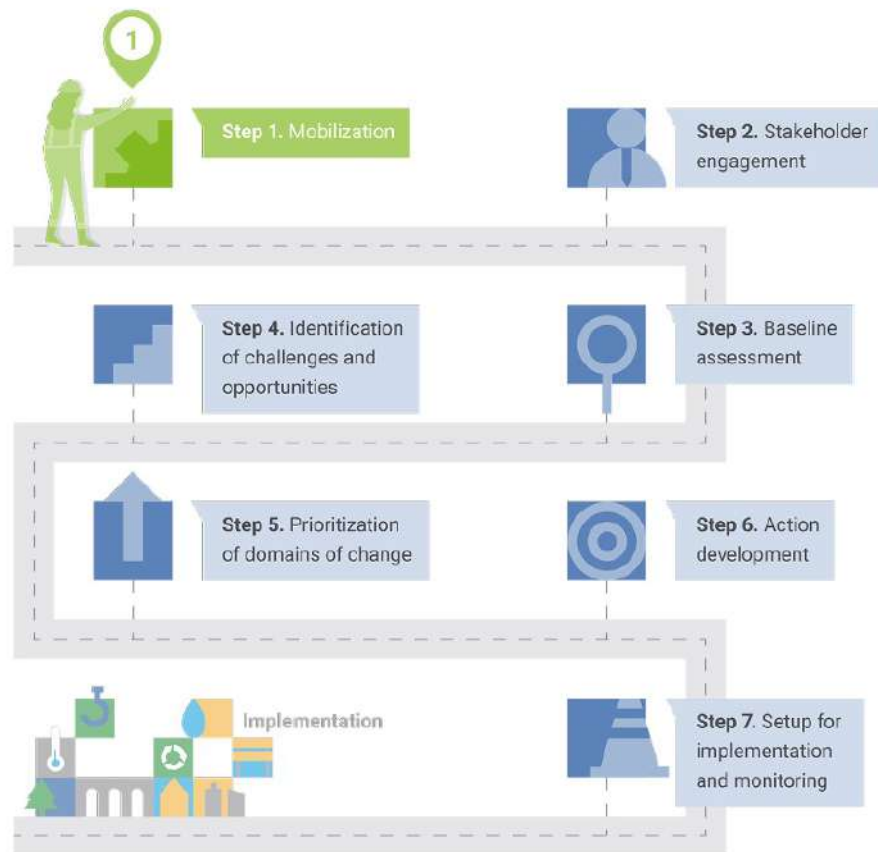 1
Step 1. Mobilization
Step 2. Stakeholder
engagement
Step 3. Baseline
assessment
Step 4. Identification
of challenges and
opportunities
Step 5. Prioritization
of domains of change
Step 6. Action
development
Step 7. Setup for
implementation
and monitoring
Implementation